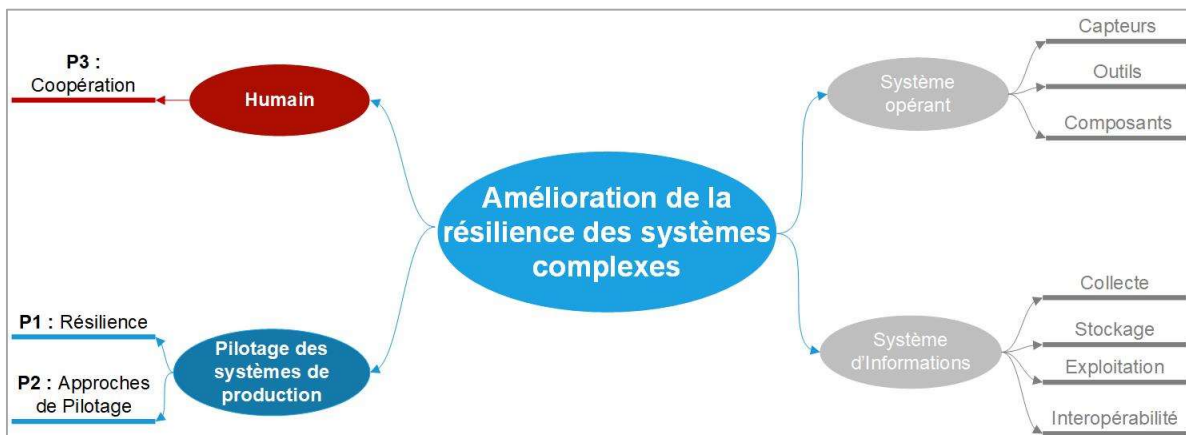 P3 :
Coopération
Humain
Amélioration de la
résilience des systèmes
complexes
P1 : Résilience
P2 : Approches
de Pilotage
Pilotage des
systèmes de
production
Système
opérant
Capteurs
Outils
Composants
Système
d'Informations
Collecte
Stockage
Exploitation
Interopérabilité